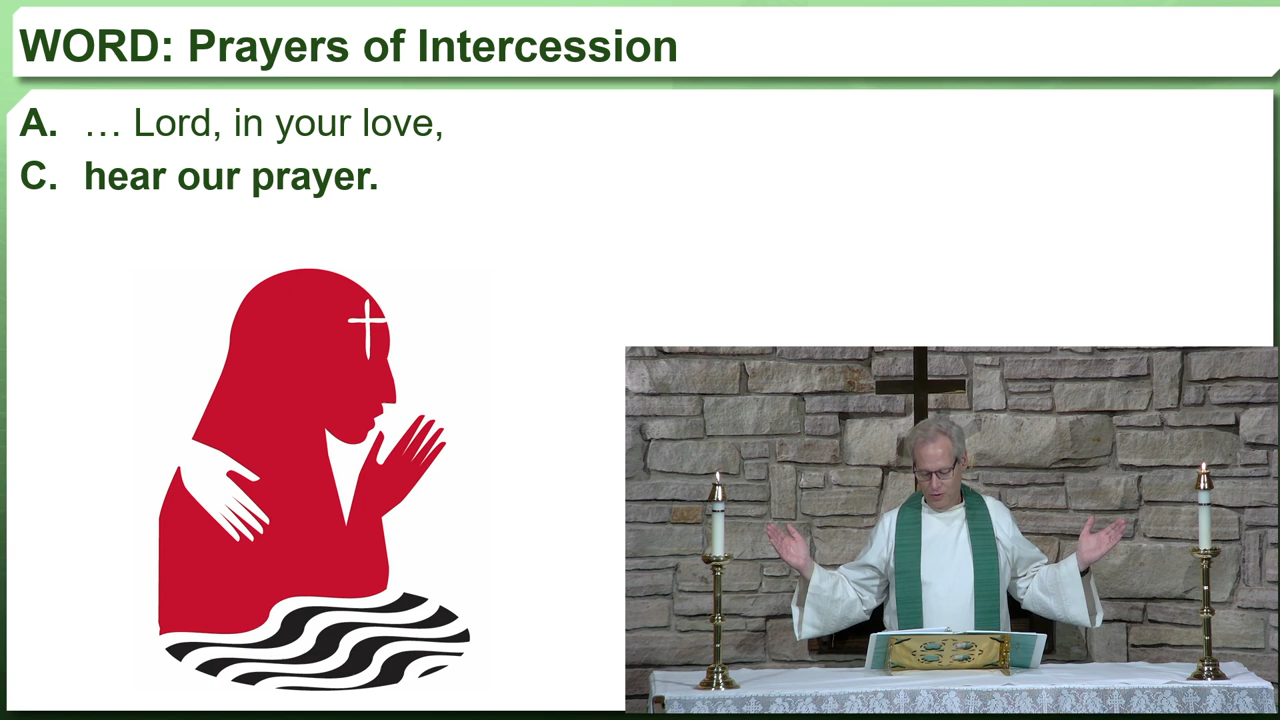 WORD: Prayers of Intercession
A. … Lord, in your love,
C. hear our prayer.